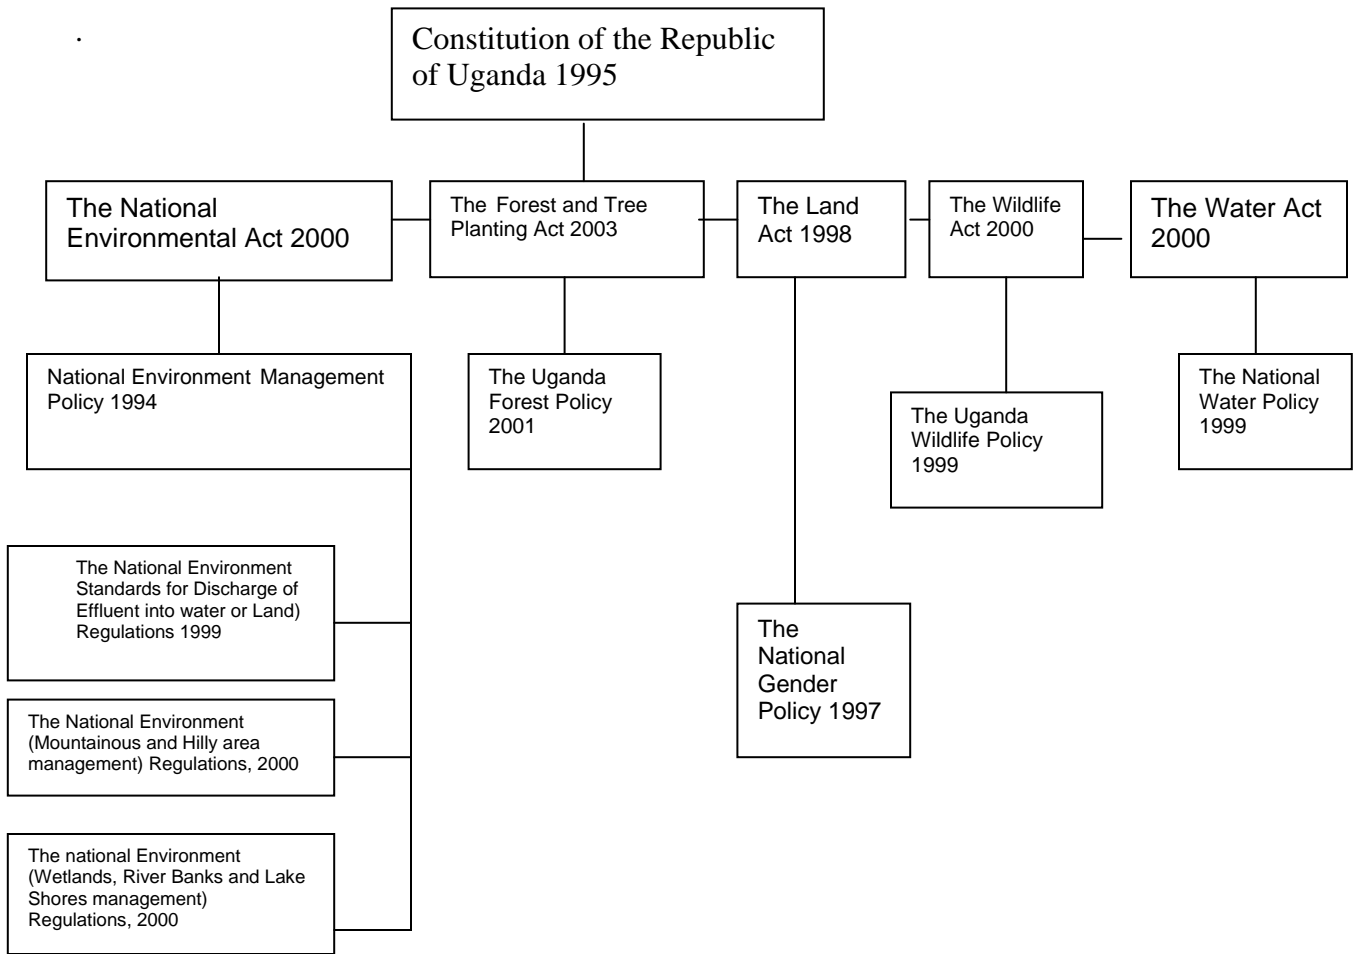 .
Constitution of the Republic
of Uganda 1995
The National
Environmental Act 2000
The Forest and Tree
Planting Act 2003
The Land
Act 1998
The Wildlife
Act 2000
The Water Act
2000
National Environment Management
Policy 1994
The Uganda
Forest Policy
2001
The Uganda
Wildlife Policy
1999
The National
Water Policy
1999
The National Environment
Standards for Discharge of
Effluent into water or Land)
Regulations 1999
The
National
Gender
Policy 1997
The National Environment
(Mountainous and Hilly area
management) Regulations, 2000
The national Environment
(Wetlands, River Banks and Lake
Shores management)
Regulations, 2000